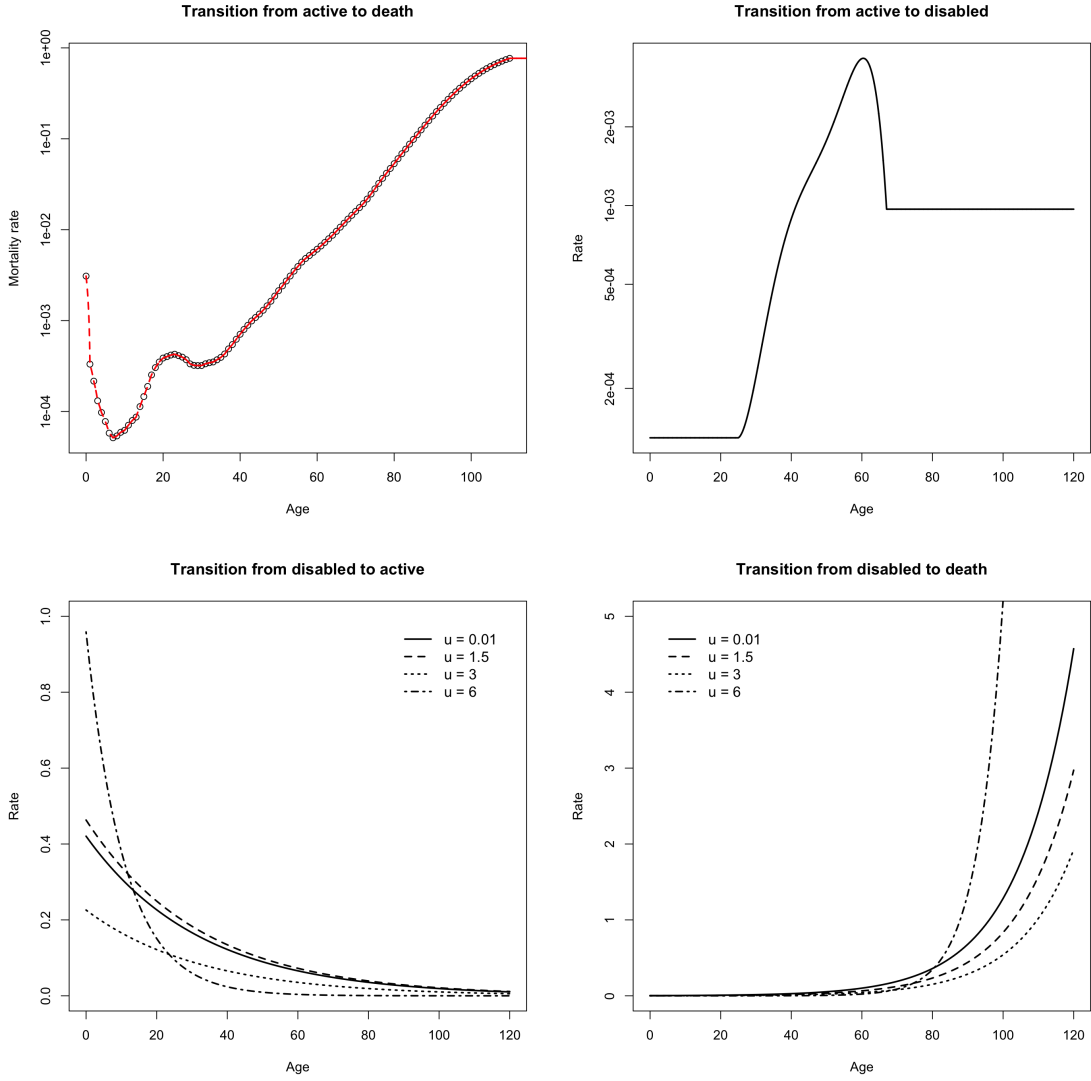 Transition from active to death
Mortality rate
1e+00
1e-01
1e-02
1e-03
1e-04
0 20 40 60 80 100
Age
Transition from active to disabled
Rate
2e-03
1e-03
5e-04
2e-04
0 20 40 60 80 100 120
Age
Transition from disabled to active
Rate
1.0
0.8
0.6
0.4
0.2
0.0
u = 0.01
u = 1.5
u = 3
u = 6
0 20 40 60 80 100 120
Age
Transition from disabled to death
Rate
5
4
3
2
1
0
u = 0.01
u = 1.5
u = 3
u = 6
0 20 40 60 80 100 120
Age